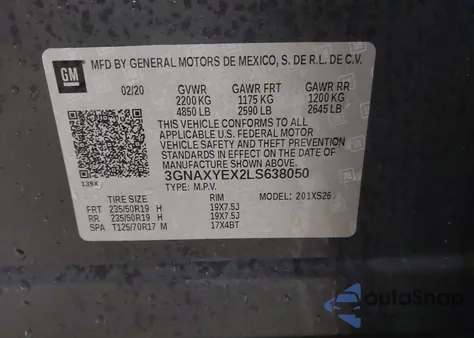 GM
MFD BY GENERAL MOTORS DE MEXICO, S. DE R.L. DE C.V.
02/20 GVWR GAWR FRT GAWR RR
2200 KG 1175 KG 1200 KG
4850 LB 2590 LB 2645 LB
THIS VEHICLE CONFORMS TO ALL
APPLICABLE U.S. FEDERAL MOTOR
VEHICLE SAFETY AND THEFT PREVENTION
STANDARDS IN EFFECT ON THE DATE OF
MANUFACTURE SHOWN ABOVE.
139X 3GNAXYEX2LS638050
TYPE: M.P.V. MODEL: 201XS26
TIRE SIZE RIM
FRT 235/50R19 H 19X7.5J
RR 235/50R19 H 19X7.5J
SPA T125/70R17 M 17X4BT
autoSnap